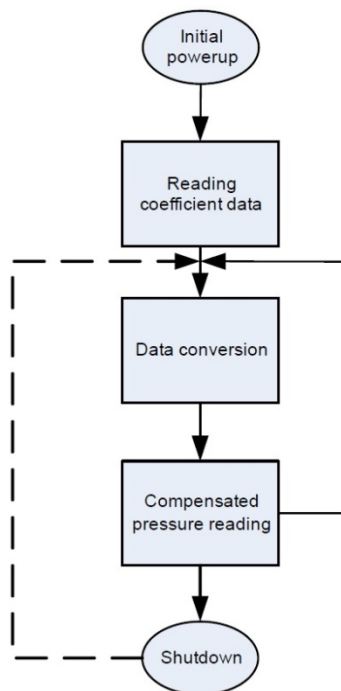 Initial
powerup
Reading
coefficient data
Data conversion
Compensated
pressure reading
Shutdown